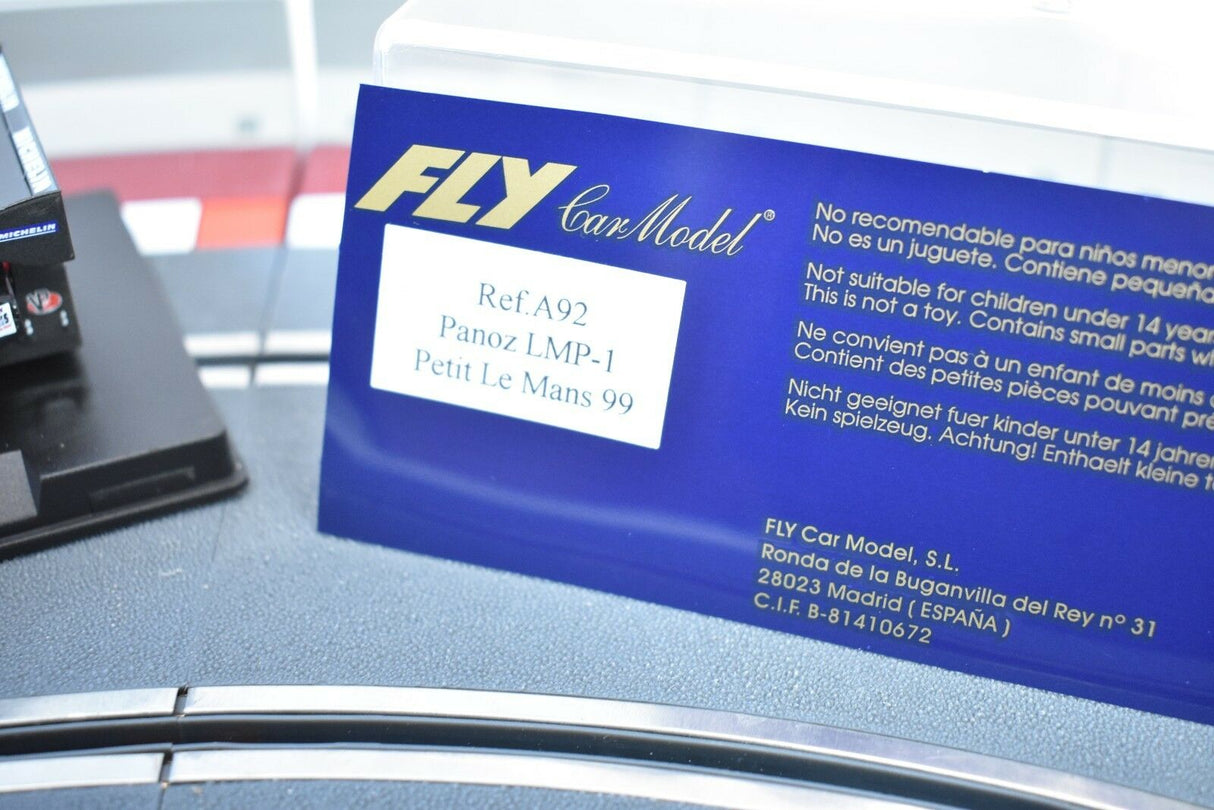 FLY Car Model®
Ref.A92
Panoz LMP-1
Petit Le Mans 99
No recomendable para niños
No es un juguete. Contiene
Not suitable for children under 14
This is not a toy. Contains small parts
Ne convient pas à un enfant de moins
Contient des petites pièces pouvant
Nicht geeignet fuer kinder unter 14
Kein spielzeug. Achtung! Enthaelt kleine
FLY Car Model, S.L.
Ronda de la Buganvilla del Rey nº 31
28023 Madrid ( ESPAÑA )
C.I.F. B-81410672
MICHELIN
VP